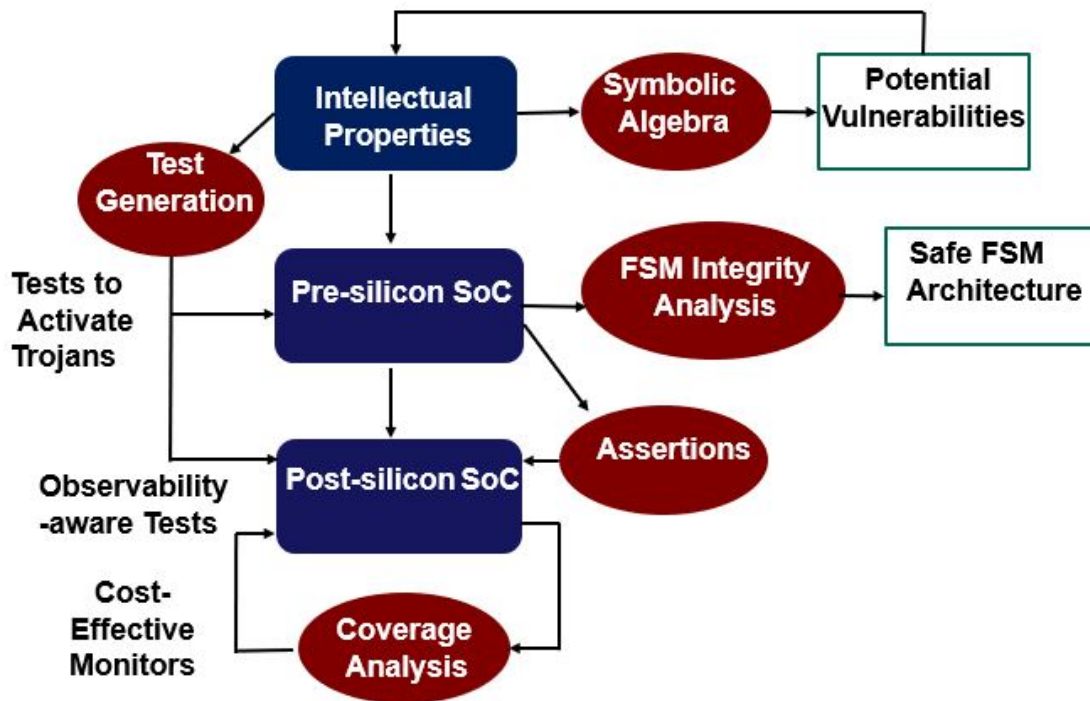 Intellectual
Properties
Symbolic
Algebra
Potential
Vulnerabilities
Test
Generation
Tests to
Activate
Trojans
Pre-silicon SoC
FSM Integrity
Analysis
Safe FSM
Architecture
Assertions
Post-silicon SoC
Observability
-aware Tests
Cost-
Effective
Monitors
Coverage
Analysis